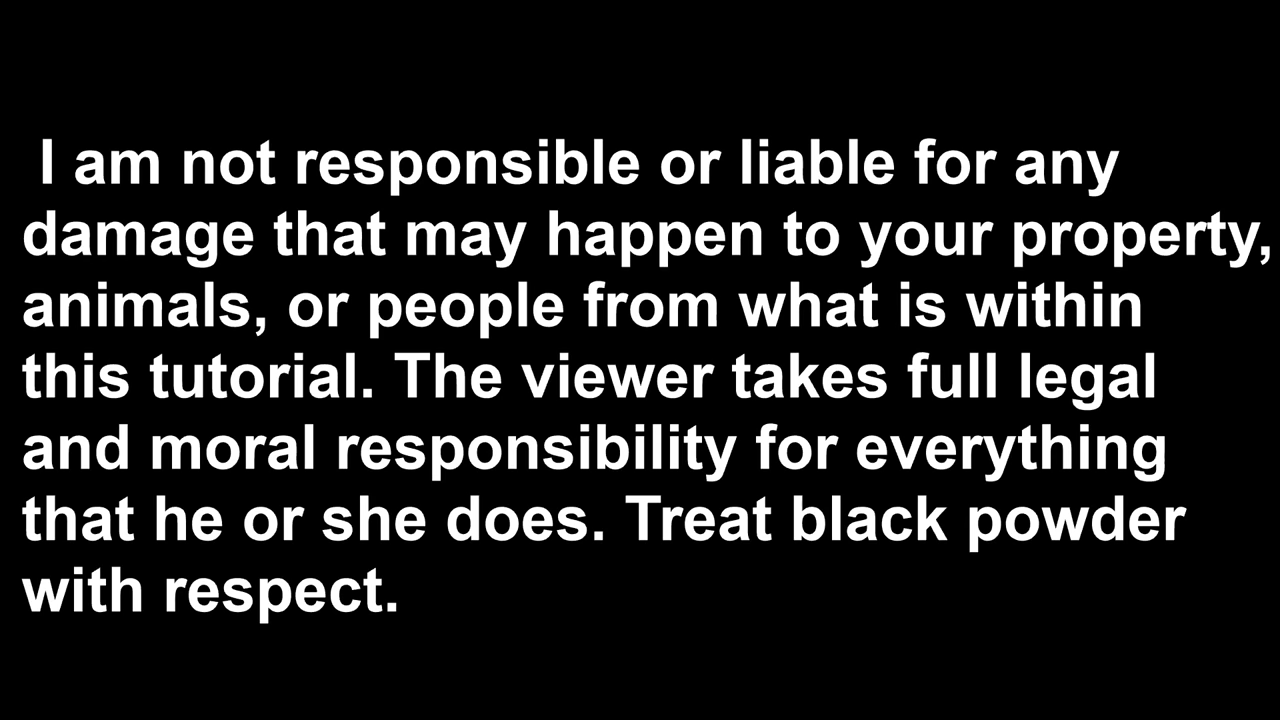 I am not responsible or liable for any
damage that may happen to your property,
animals, or people from what is within
this tutorial. The viewer takes full legal
and moral responsibility for everything
that he or she does. Treat black powder
with respect.